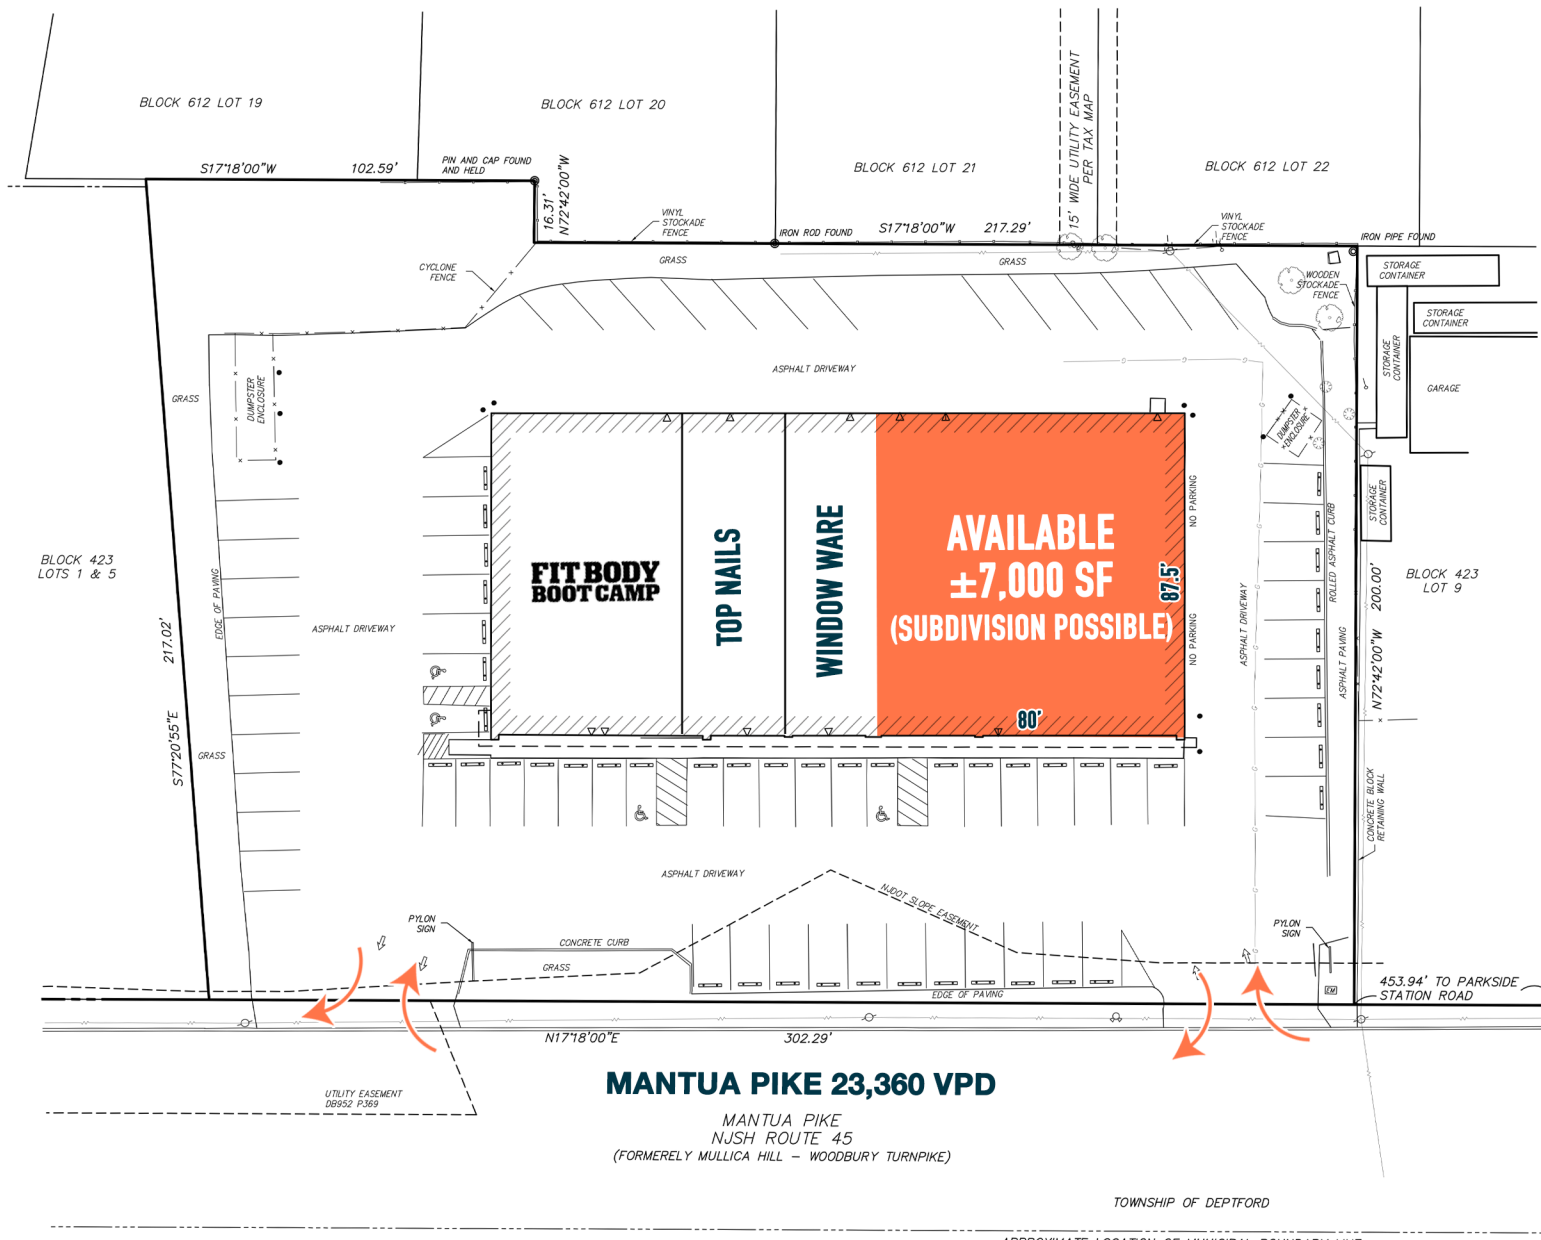 BLOCK 612 LOT 19
BLOCK 612 LOT 20
BLOCK 612 LOT 21
15' WIDE UTILITY EASEMENT
PER TAX MAP
BLOCK 612 LOT 22
S17°18'00"W 102.59'
PIN AND CAP FOUND
AND HELD
16.31'
N72°42'00"W
VINYL
STOCKADE
FENCE
IRON ROD FOUND
S17°18'00"W 217.29'
VINYL
STOCKADE
FENCE
IRON PIPE FOUND
CYCLONE
FENCE
GRASS
GRASS
WOODEN
STOCKADE
FENCE
STORAGE
CONTAINER
STORAGE
CONTAINER
STORAGE
CONTAINER
GARAGE
ASPHALT DRIVEWAY
GRASS
DUMPSTER
ENCLOSURE
DUMPSTER
ENCLOSURE
STORAGE
CONTAINER
NO PARKING
ROLLED ASPHALT CURB
BLOCK 423
LOTS 1 & 5
EDGE OF PAVING
ASPHALT DRIVEWAY
FIT BODY
BOOT CAMP
TOP NAILS
WINDOW WARE
AVAILABLE
±7,000 SF
(SUBDIVISION POSSIBLE)
87.5'
80'
NO PARKING
ASPHALT DRIVEWAY
ASPHALT PAVING
N72°42'00"W 200.00'
BLOCK 423
LOT 9
S77°20'55"E 217.02'
GRASS
CONCRETE BLOCK
RETAINING WALL
ASPHALT DRIVEWAY
NJDOT SLOPE EASEMENT
PYLON
SIGN
CONCRETE CURB
GRASS
EDGE OF PAVING
PYLON
SIGN
EM
453.94' TO PARKSIDE
STATION ROAD
N17°18'00"E 302.29'
UTILITY EASEMENT
DB952 P369
MANTUA PIKE 23,360 VPD
MANTUA PIKE
NJSH ROUTE 45
(FORMERELY MULLICA HILL – WOODBURY TURNPIKE)
TOWNSHIP OF DEPTFORD